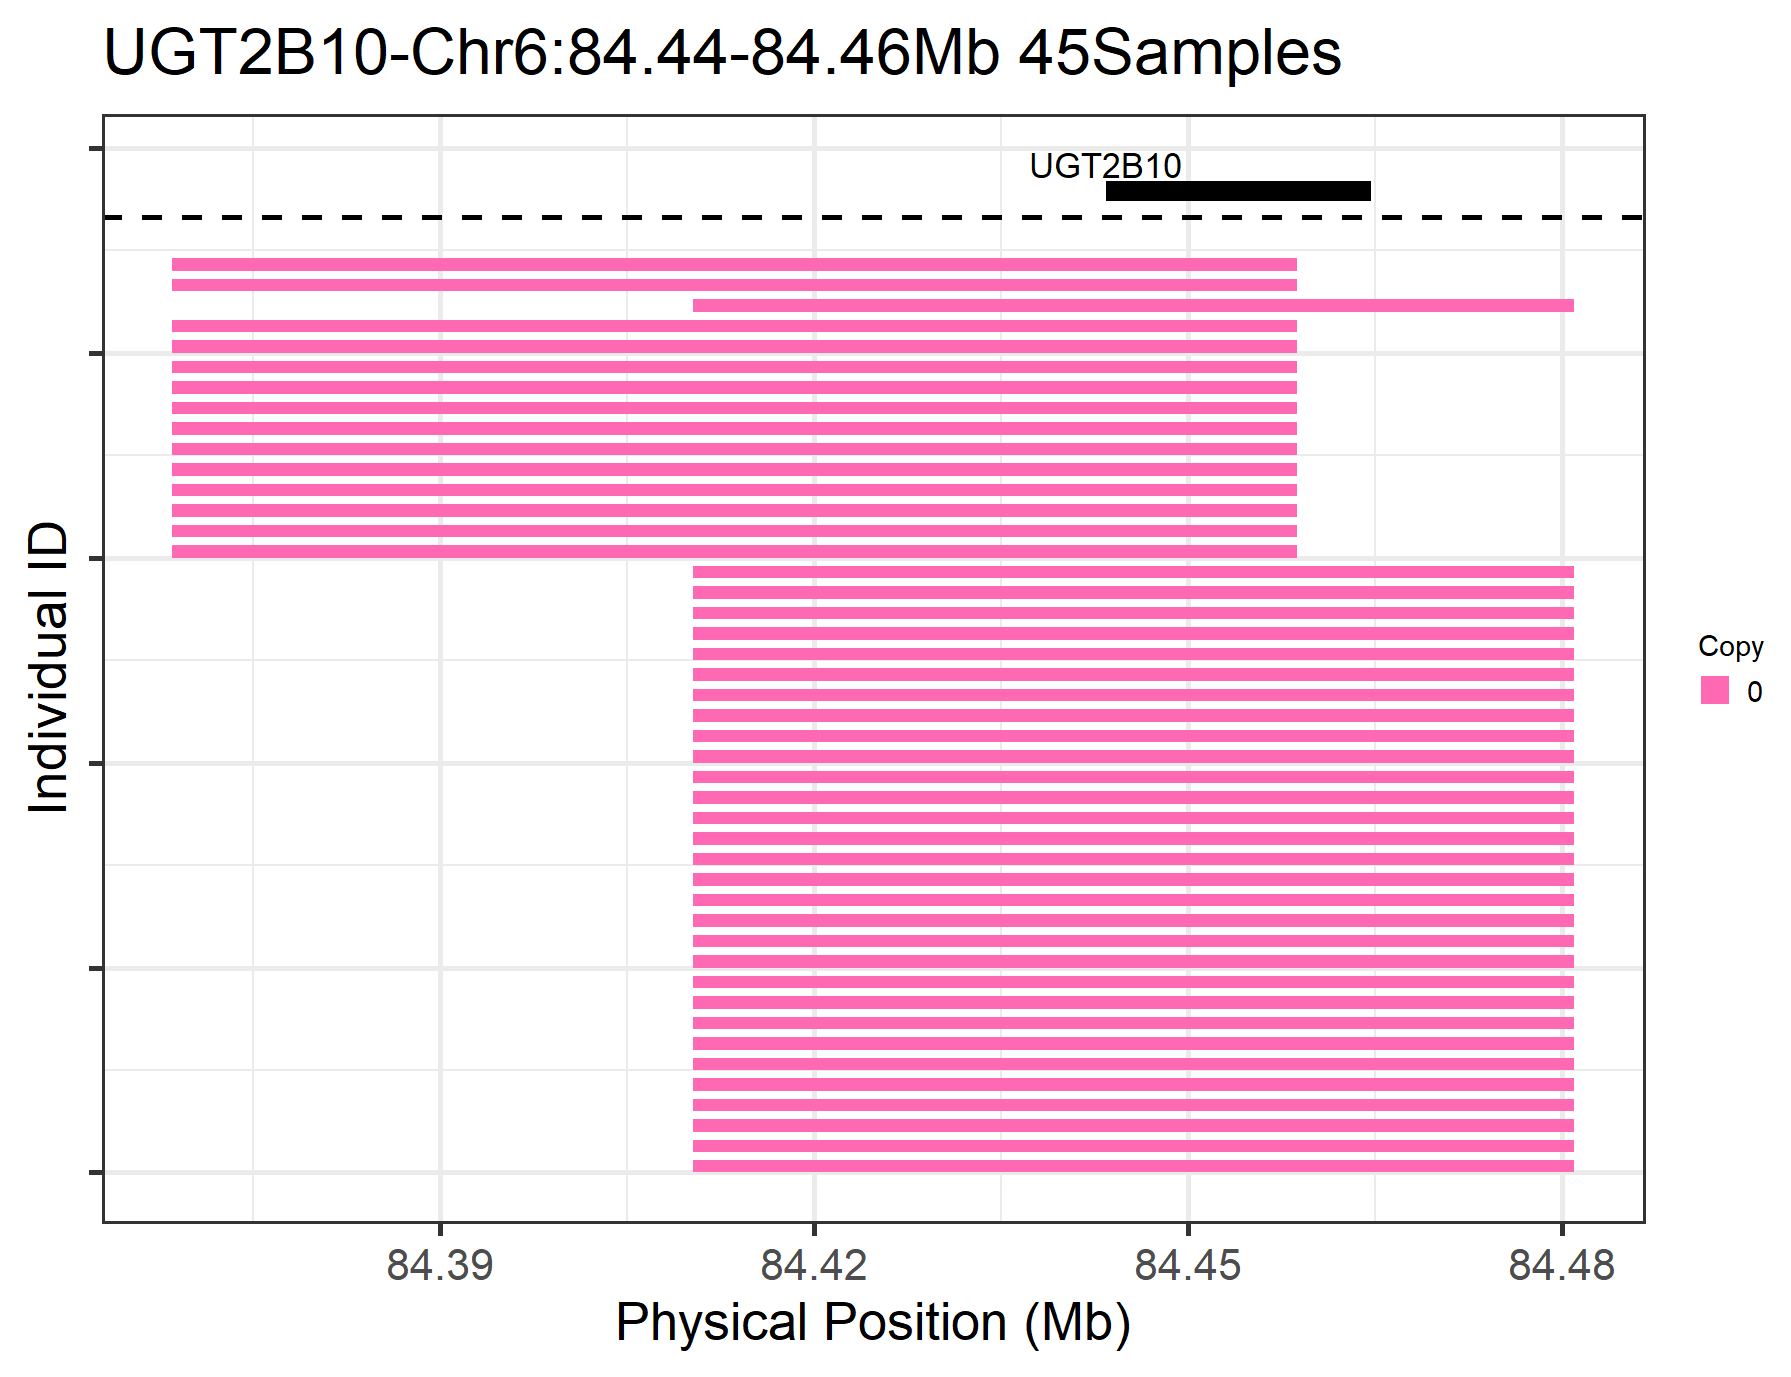 UGT2B10-Chr6:84.44-84.46Mb 45Samples
UGT2B10
Individual ID
Copy
0
84.39 84.42 84.45 84.48
Physical Position (Mb)